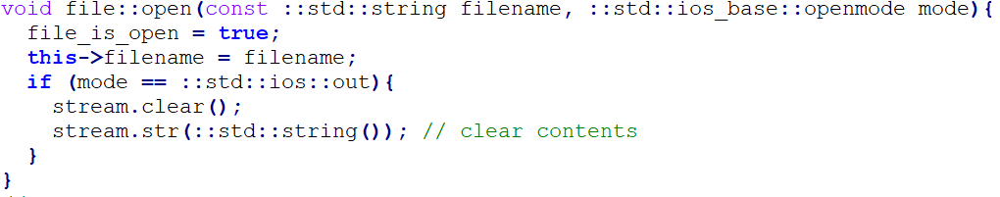 void file::open(const ::std::string filename, ::std::ios_base::openmode mode){
  file_is_open = true;
  this->filename = filename;
  if (mode == ::std::ios::out){
    stream.clear();
    stream.str(::std::string()); // clear contents
  }
}